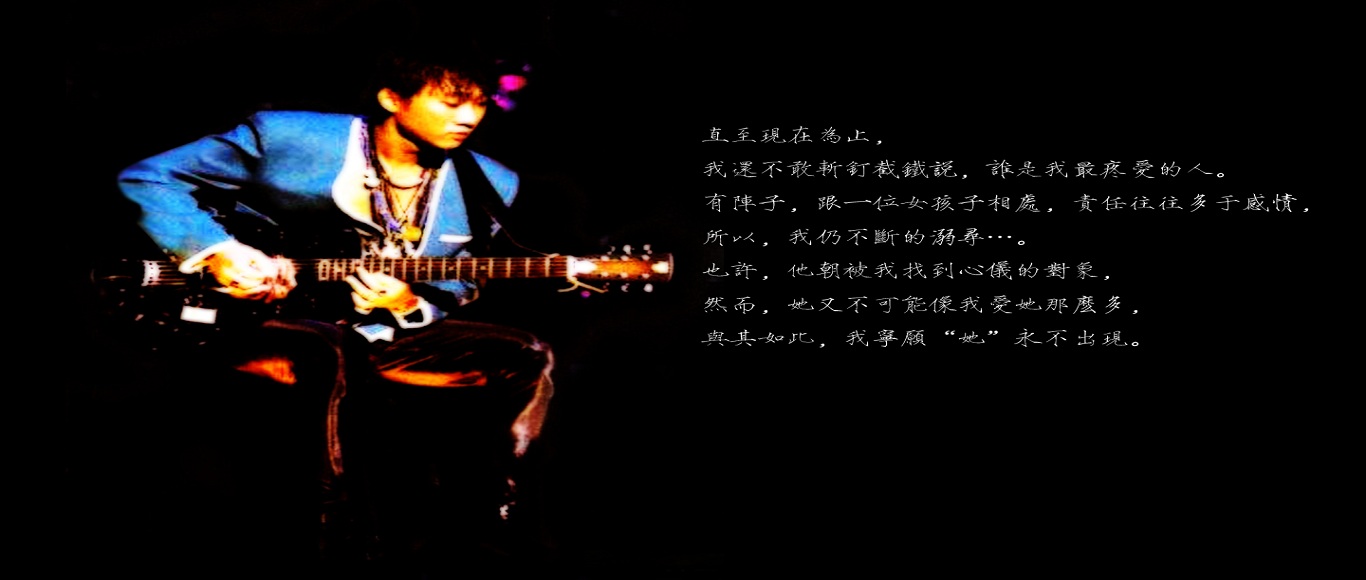 直至現在為止,
我還不敢斬釘截鐵說, 誰是我最疼愛的人。
有陣子, 跟一位女孩子相處, 責任往往多于感情,
所以, 我仍不斷的溺尋…。
也許, 他朝被我找到心儀的對象,
然而, 她又不可能像我愛她那麼多,
與其如此, 我寧願“她”永不出現。